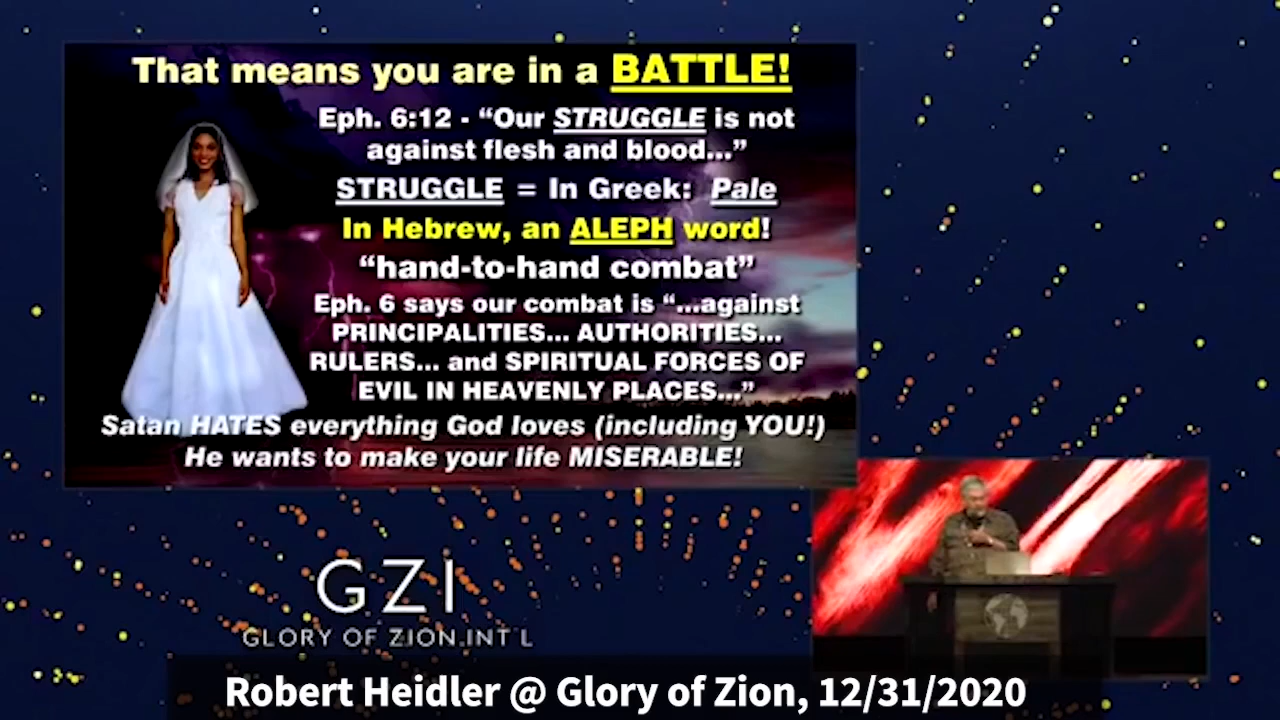 That means you are in a BATTLE!
Eph. 6:12 - “Our STRUGGLE is not
against flesh and blood...”
STRUGGLE = In Greek: Pale
In Hebrew, an ALEPH word!
“hand-to-hand combat”
Eph. 6 says our combat is “...against
PRINCIPALITIES... AUTHORITIES...
RULERS... and SPIRITUAL FORCES OF
EVIL IN HEAVENLY PLACES...”
Satan HATES everything God loves (including YOU!)
He wants to make your life MISERABLE!
GZI
GLORY OF ZION INT'L
Robert Heidler @ Glory of Zion, 12/31/2020